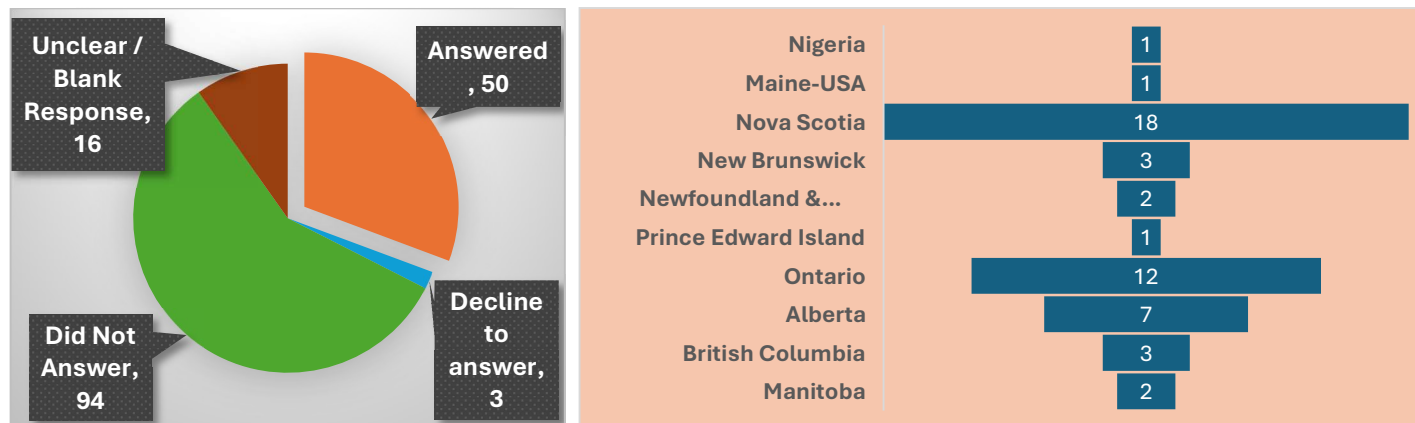 Unclear /
Blank
Response,
16
Answered
, 50
Did Not
Answer,
94
Decline
to
answer,
3
Nigeria 1
Maine-USA 1
Nova Scotia 18
New Brunswick 3
Newfoundland &... 2
Prince Edward Island 1
Ontario 12
Alberta 7
British Columbia 3
Manitoba 2